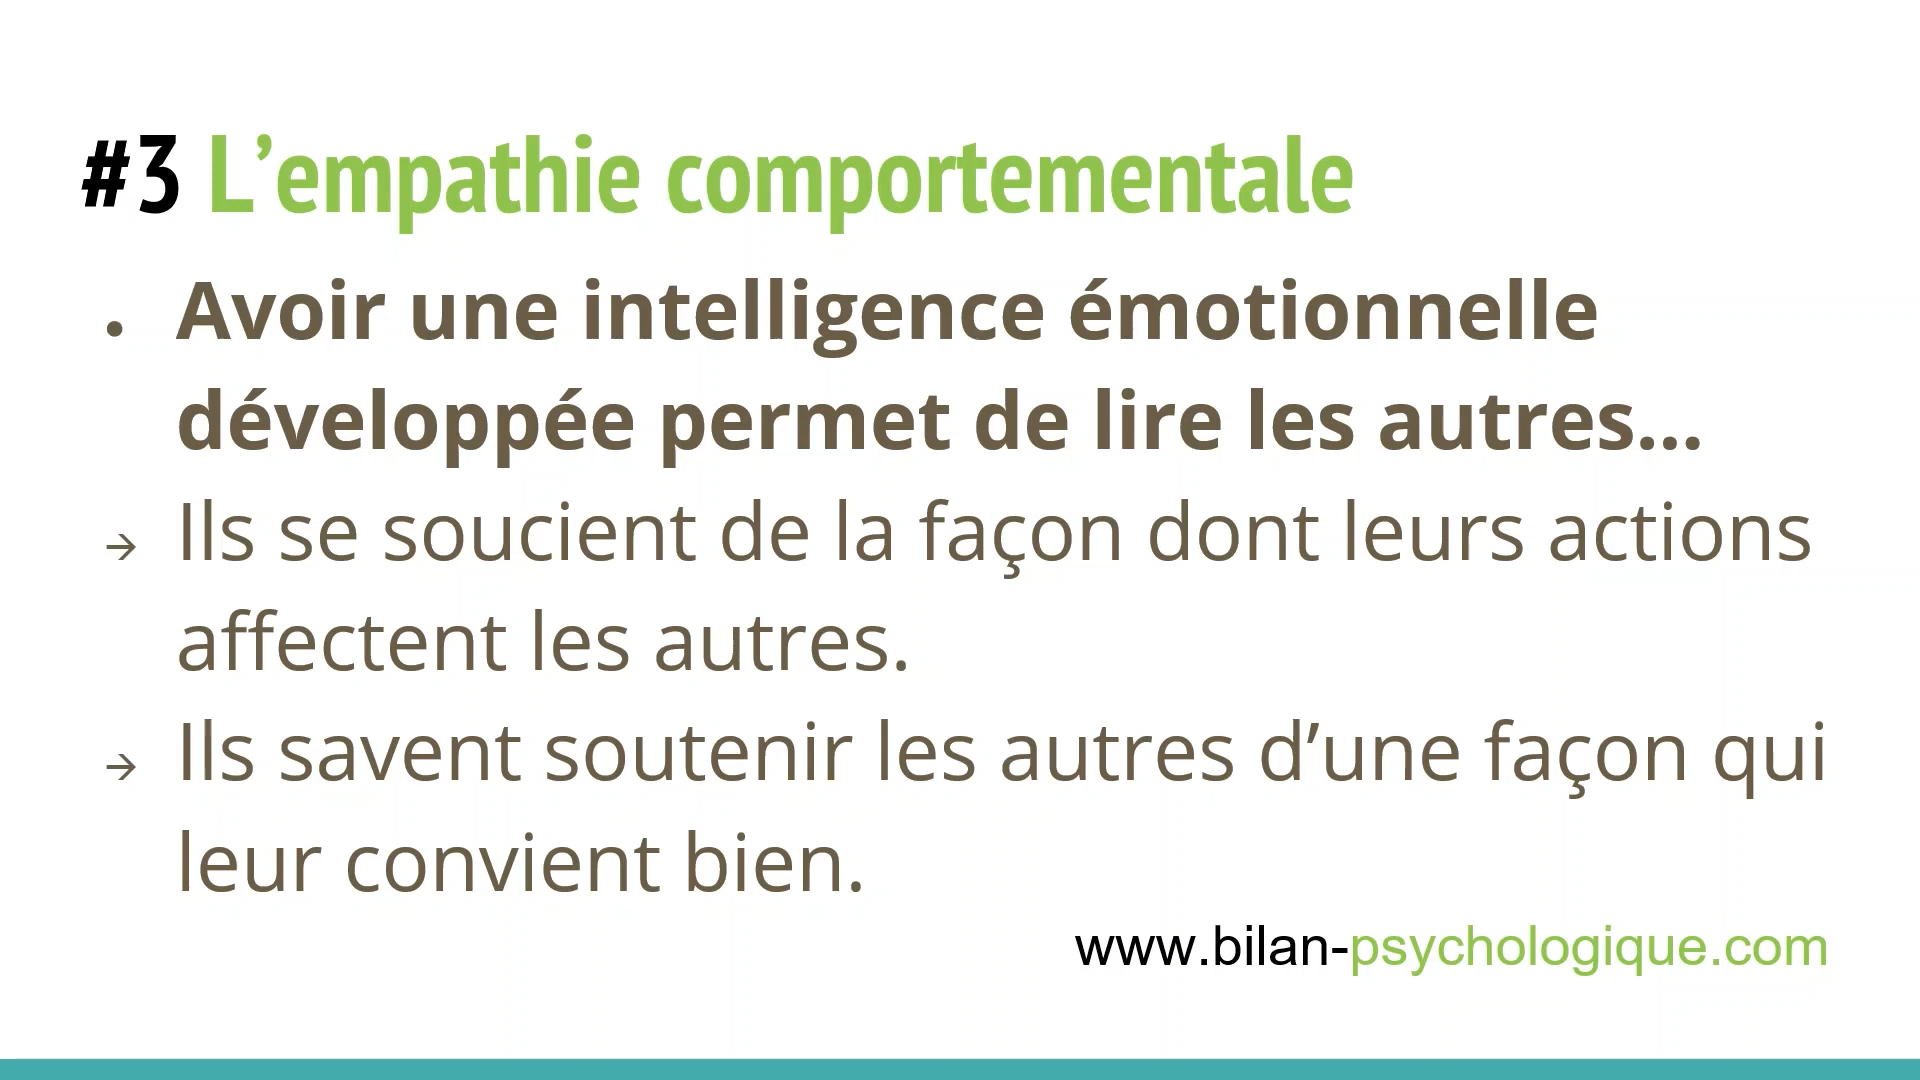 #3 L’empathie comportementale
• Avoir une intelligence émotionnelle
développée permet de lire les autres…
→ Ils se soucient de la façon dont leurs actions
affectent les autres.
→ Ils savent soutenir les autres d’une façon qui
leur convient bien.
www.bilan-psychologique.com